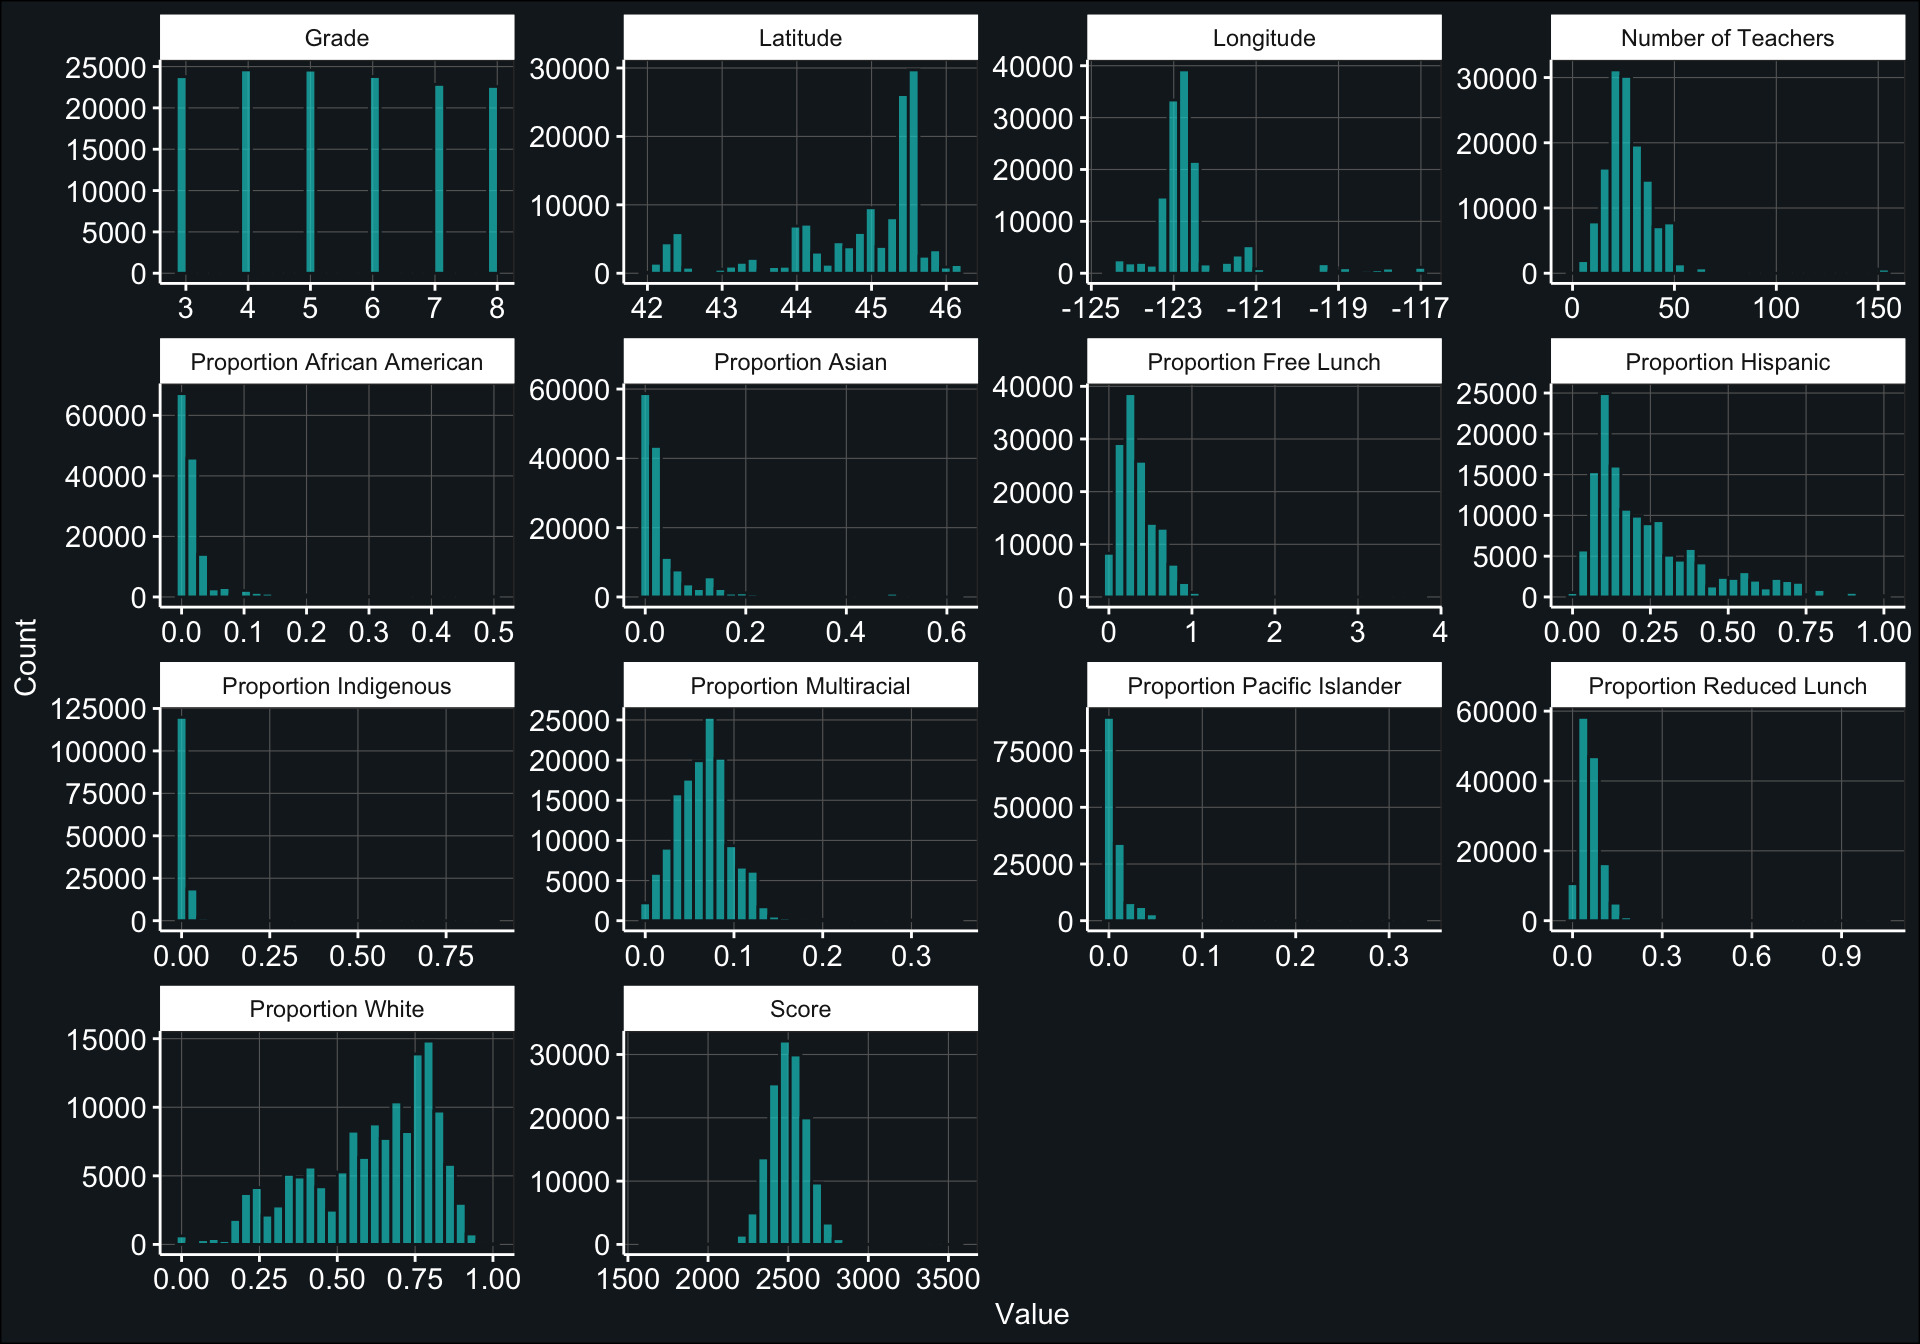 Grade
25000
20000
15000
10000
5000
0
3 4 5 6 7 8
Latitude
30000
20000
10000
0
42 43 44 45 46
Longitude
40000
30000
20000
10000
0
-125 -123 -121 -119 -117
Number of Teachers
30000
20000
10000
0
0 50 100 150
Proportion African American
60000
40000
20000
0
0.0 0.1 0.2 0.3 0.4 0.5
Proportion Asian
60000
40000
20000
0
0.0 0.2 0.4 0.6
Proportion Free Lunch
40000
30000
20000
10000
0
0 1 2 3 4
Proportion Hispanic
25000
20000
15000
10000
5000
0
0.00 0.25 0.50 0.75 1.00
Count
Proportion Indigenous
125000
100000
75000
50000
25000
0
0.00 0.25 0.50 0.75
Proportion Multiracial
25000
20000
15000
10000
5000
0
0.0 0.1 0.2 0.3
Proportion Pacific Islander
75000
50000
25000
0
0.0 0.1 0.2 0.3
Proportion Reduced Lunch
60000
40000
20000
0
0.0 0.3 0.6 0.9
Proportion White
15000
10000
5000
0
0.00 0.25 0.50 0.75 1.00
Score
30000
20000
10000
0
1500 2000 2500 3000 3500
Value